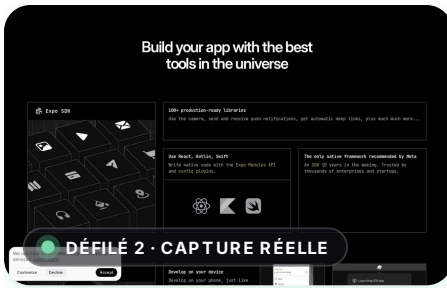 Build your app with the best
tools in the universe
Expo SDK
100+ production-ready libraries
Use the camera, send and receive push notifications, get automatic deep links, plus much much more...
Use React, Kotlin, Swift
Write native code with the Expo Modules API
and config plugins.
The only native framework recommended by Meta
An SDK 10 years in the making. Trusted by
thousands of enterprises and startups.
DÉFILÉ 2 · CAPTURE RÉELLE
We use
services.
Customize
Decline
Accept
Develop on your device
Develop on your phone, just like